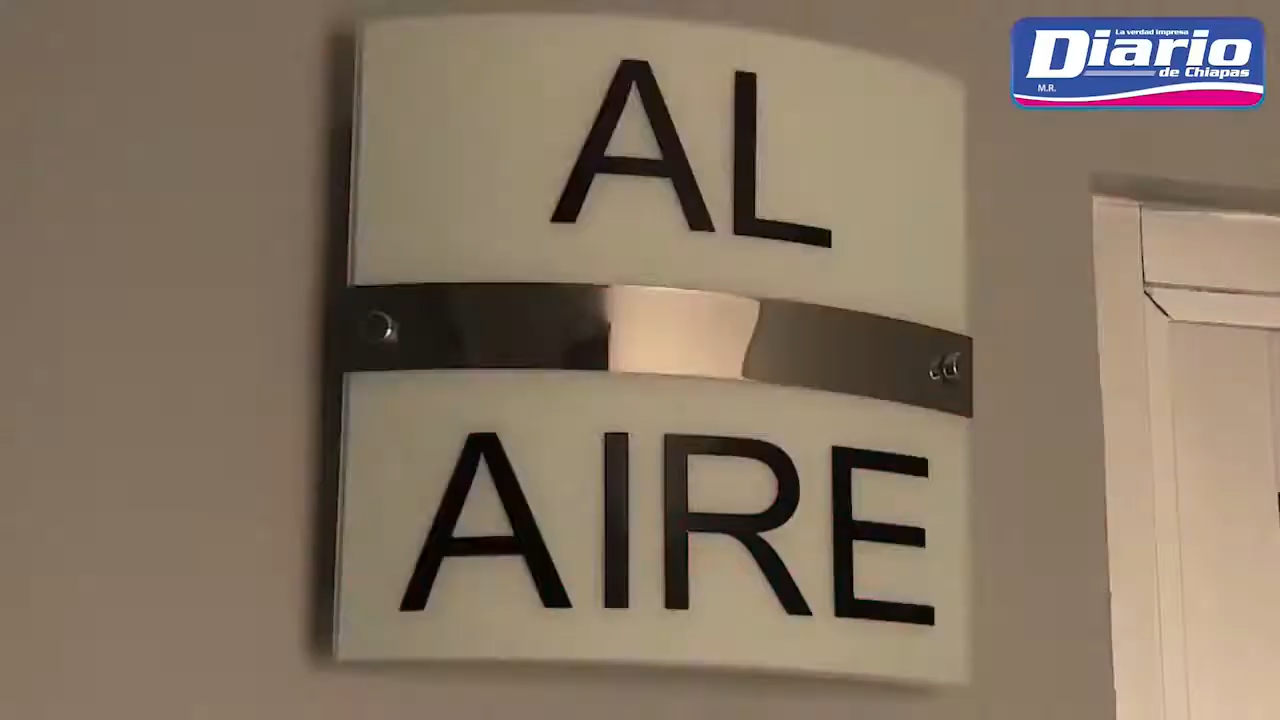 AL
AIRE
La verdad impresa
Diario
de Chiapas
M.R.